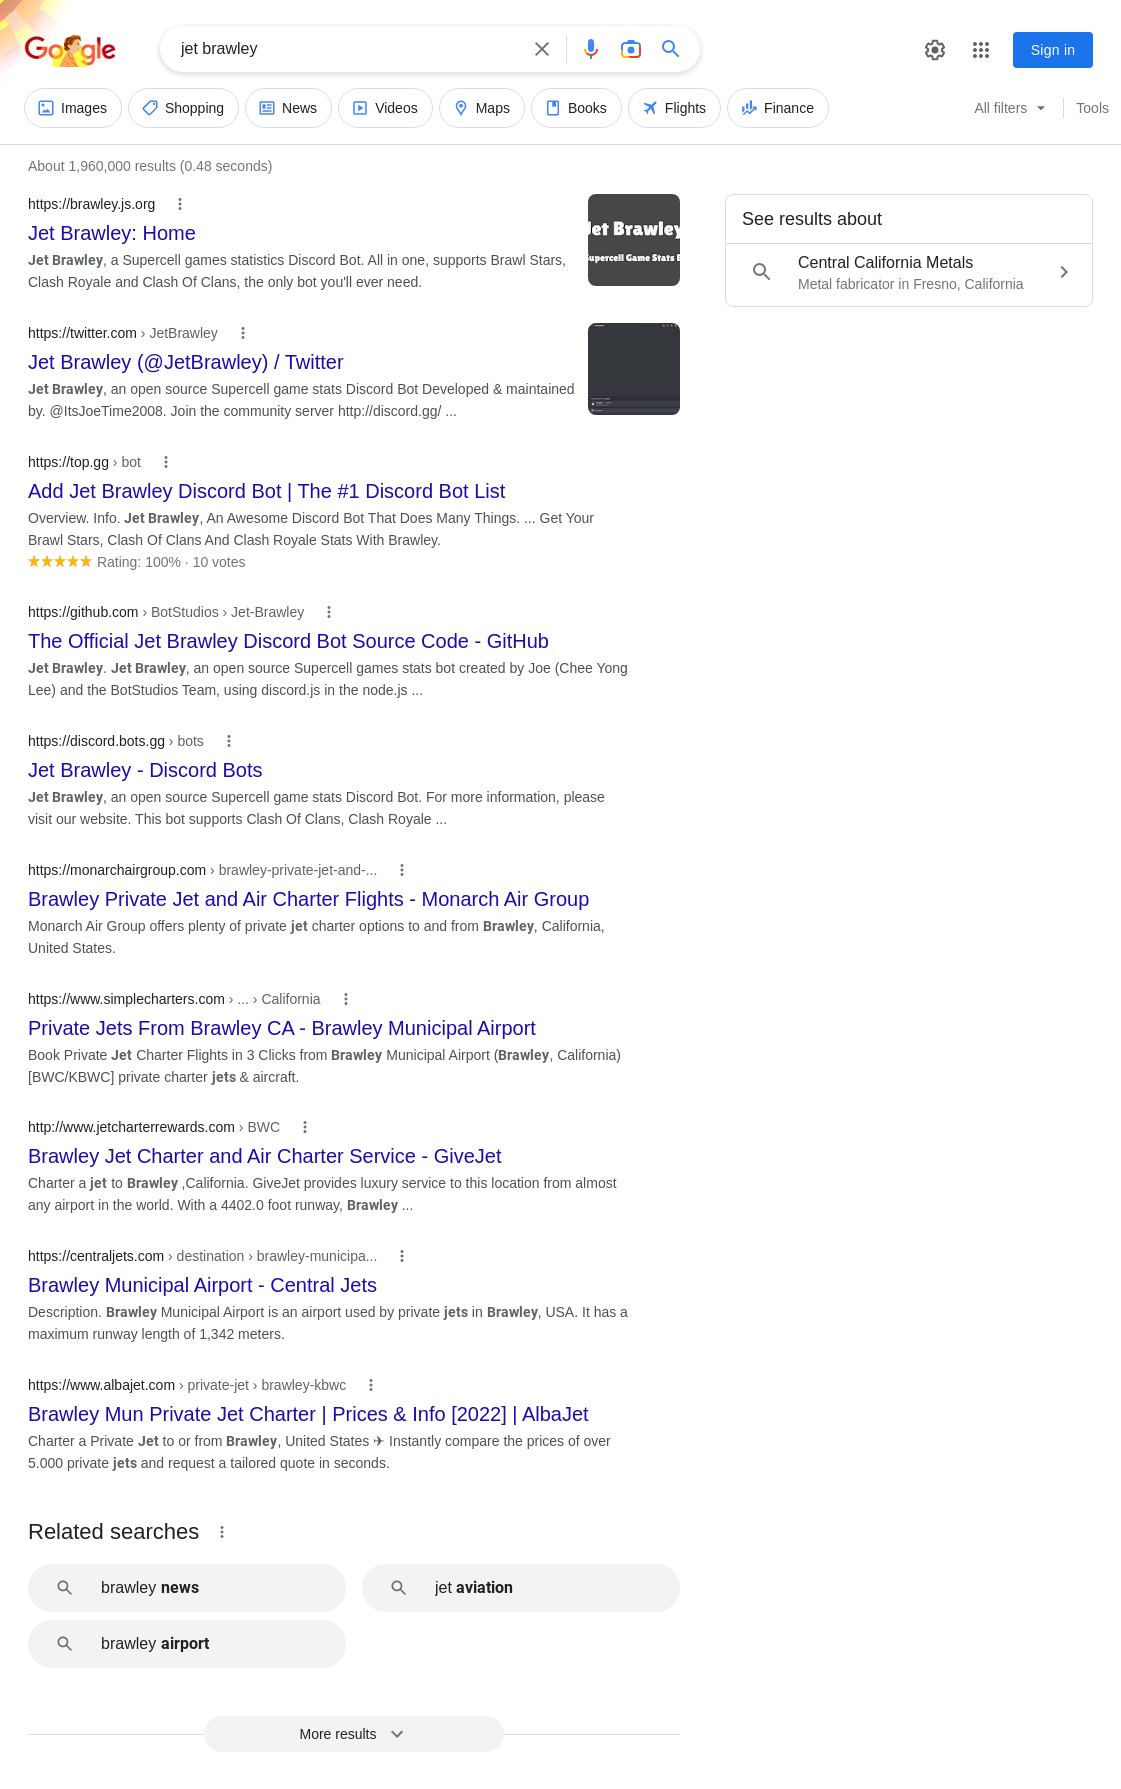 Google
jet brawley
Sign in
Images
Shopping
News
Videos
Maps
Books
Flights
Finance
All filters
Tools
About 1,960,000 results (0.48 seconds)
https://brawley.js.org
Jet Brawley: Home
Jet Brawley, a Supercell games statistics Discord Bot. All in one, supports Brawl Stars,
Clash Royale and Clash Of Clans, the only bot you'll ever need.
Jet Brawley
Supercell Game Stats B
See results about
Central California Metals
Metal fabricator in Fresno, California
https://twitter.com › JetBrawley
Jet Brawley (@JetBrawley) / Twitter
Jet Brawley, an open source Supercell game stats Discord Bot Developed & maintained
by. @ItsJoeTime2008. Join the community server http://discord.gg/ ...
https://top.gg › bot
Add Jet Brawley Discord Bot | The #1 Discord Bot List
Overview. Info. Jet Brawley, An Awesome Discord Bot That Does Many Things. ... Get Your
Brawl Stars, Clash Of Clans And Clash Royale Stats With Brawley.
Rating: 100% · 10 votes
https://github.com › BotStudios › Jet-Brawley
The Official Jet Brawley Discord Bot Source Code - GitHub
Jet Brawley. Jet Brawley, an open source Supercell games stats bot created by Joe (Chee Yong
Lee) and the BotStudios Team, using discord.js in the node.js ...
https://discord.bots.gg › bots
Jet Brawley - Discord Bots
Jet Brawley, an open source Supercell game stats Discord Bot. For more information, please
visit our website. This bot supports Clash Of Clans, Clash Royale ...
https://monarchairgroup.com › brawley-private-jet-and-...
Brawley Private Jet and Air Charter Flights - Monarch Air Group
Monarch Air Group offers plenty of private jet charter options to and from Brawley, California,
United States.
https://www.simplecharters.com › ... › California
Private Jets From Brawley CA - Brawley Municipal Airport
Book Private Jet Charter Flights in 3 Clicks from Brawley Municipal Airport (Brawley, California)
[BWC/KBWC] private charter jets & aircraft.
http://www.jetcharterrewards.com › BWC
Brawley Jet Charter and Air Charter Service - GiveJet
Charter a jet to Brawley ,California. GiveJet provides luxury service to this location from almost
any airport in the world. With a 4402.0 foot runway, Brawley ...
https://centraljets.com › destination › brawley-municipa...
Brawley Municipal Airport - Central Jets
Description. Brawley Municipal Airport is an airport used by private jets in Brawley, USA. It has a
maximum runway length of 1,342 meters.
https://www.albajet.com › private-jet › brawley-kbwc
Brawley Mun Private Jet Charter | Prices & Info [2022] | AlbaJet
Charter a Private Jet to or from Brawley, United States ✈ Instantly compare the prices of over
5.000 private jets and request a tailored quote in seconds.
Related searches
brawley news
jet aviation
brawley airport
More results